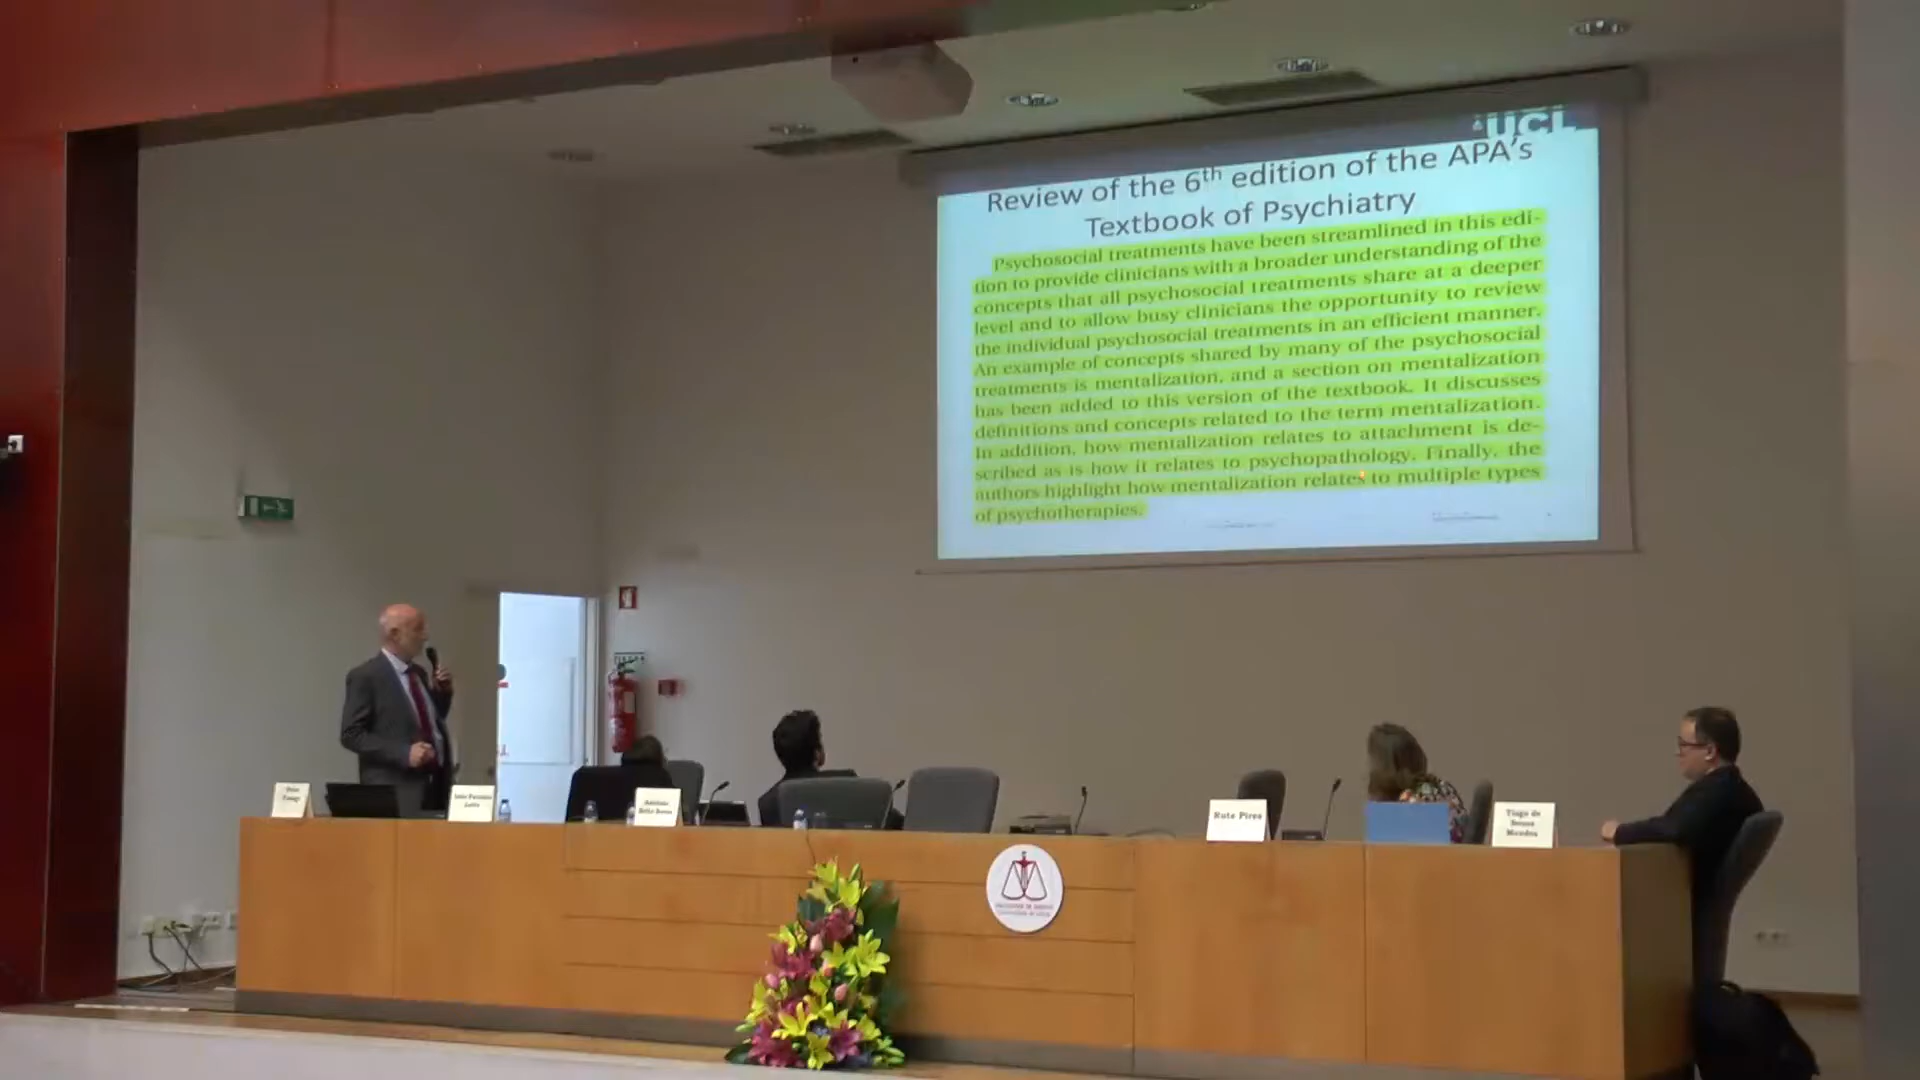 UCL
Review of the 6th edition of the APA's
Textbook of Psychiatry
Psychosocial treatments have been streamlined in this edi-
tion to provide clinicians with a broader understanding of the
concepts that all psychosocial treatments share at a deeper
level and to allow busy clinicians the opportunity to review
the individual psychosocial treatments in an efficient manner.
An example of concepts shared by many of the psychosocial
treatments is mentalization, and a section on mentalization
has been added to this version of the textbook. It discusses
definitions and concepts related to the term mentalization.
In addition, how mentalization relates to attachment is de-
scribed as is how it relates to psychopathology. Finally, the
authors highlight how mentalization relates to multiple types
of psychotherapies.
Rute Pires
Tiago de
Sousa
Mendes